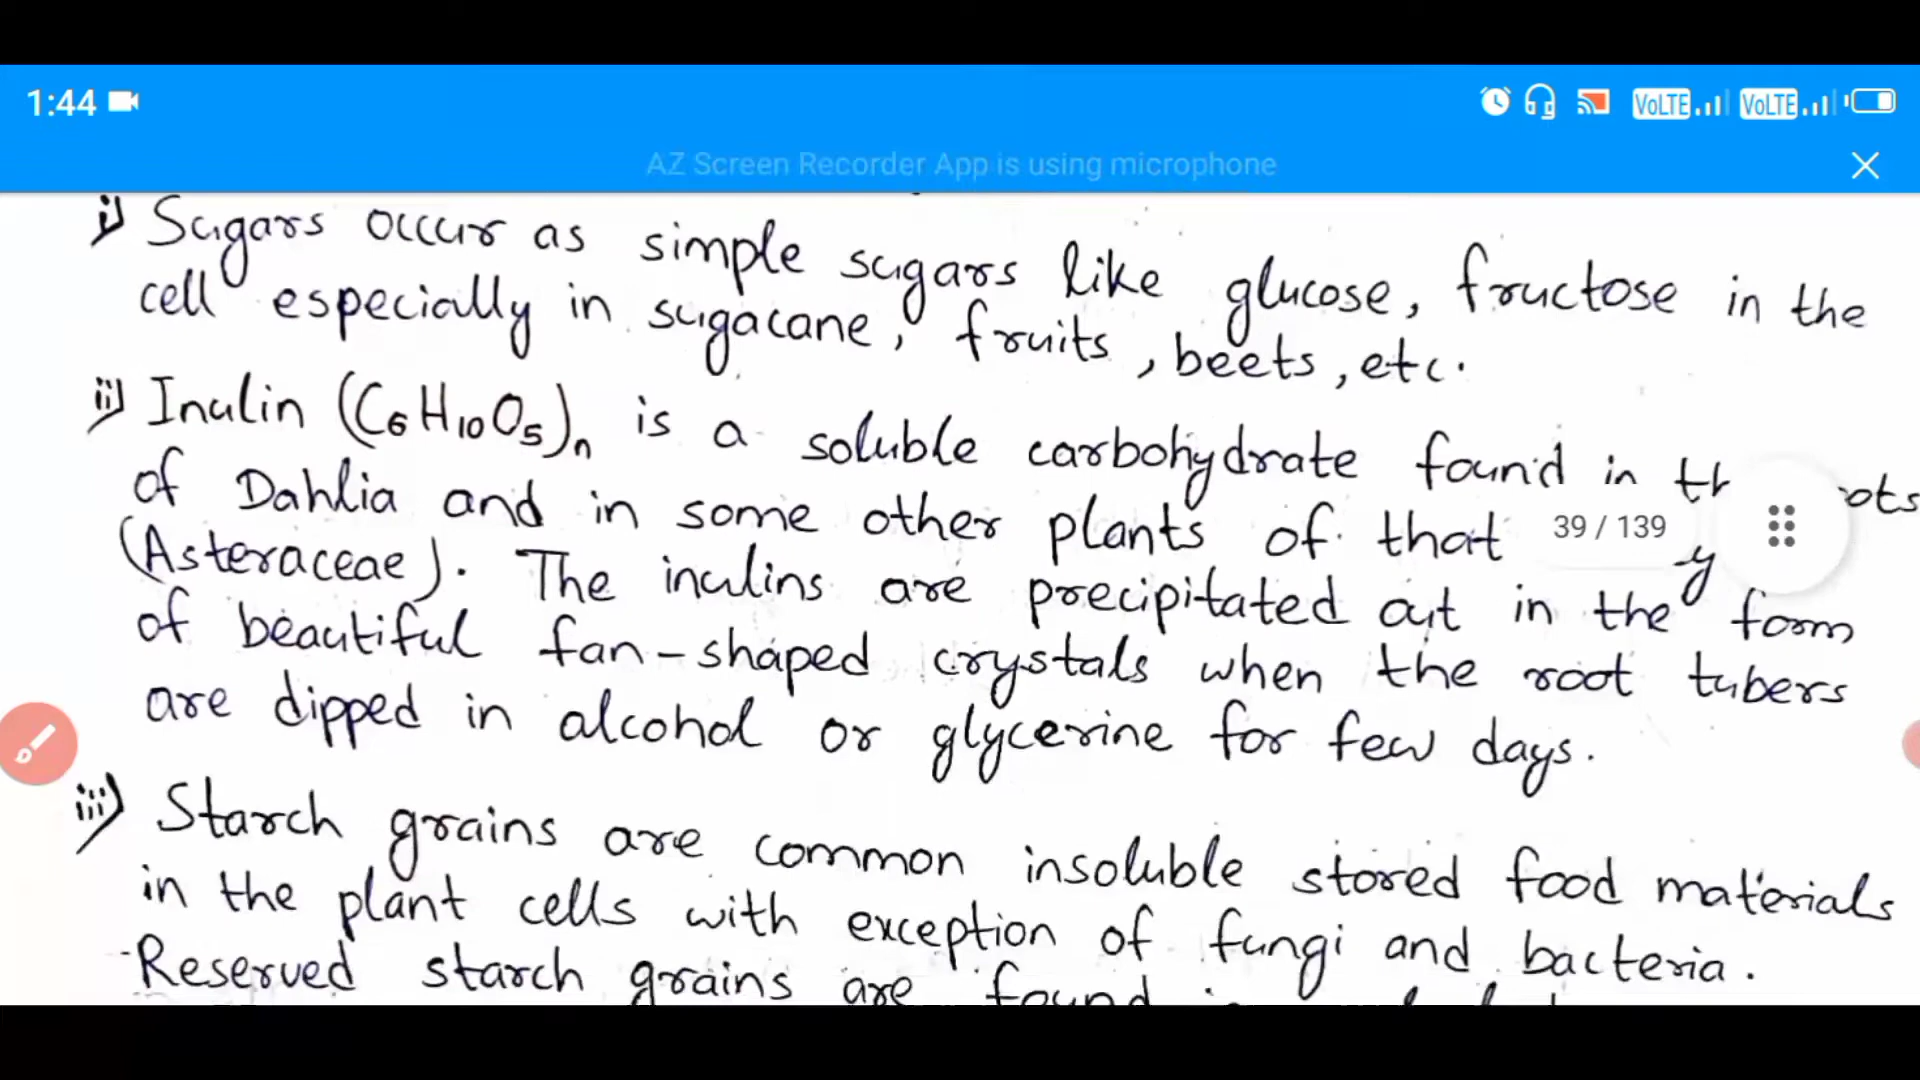 1:44 VoLTE VoLTE
AZ Screen Recorder App is using microphone
i) Sugars occur as simple sugars like glucose, fructose in the
cell especially in sugacane, fruits, beets, etc.
ii) Inulin (C6H10O5)n is a soluble carbohydrate found in
of Dahlia and in some other plants of that
39 / 139
(Asteraceae). The inulins are precipitated out in the form
of beautiful fan-shaped crystals when the root tubers
are dipped in alcohol or glycerine for few days.
iii) Starch grains are common insoluble stored food materials
in the plant cells with exception of fungi and bacteria.
Reserved starch grains are found